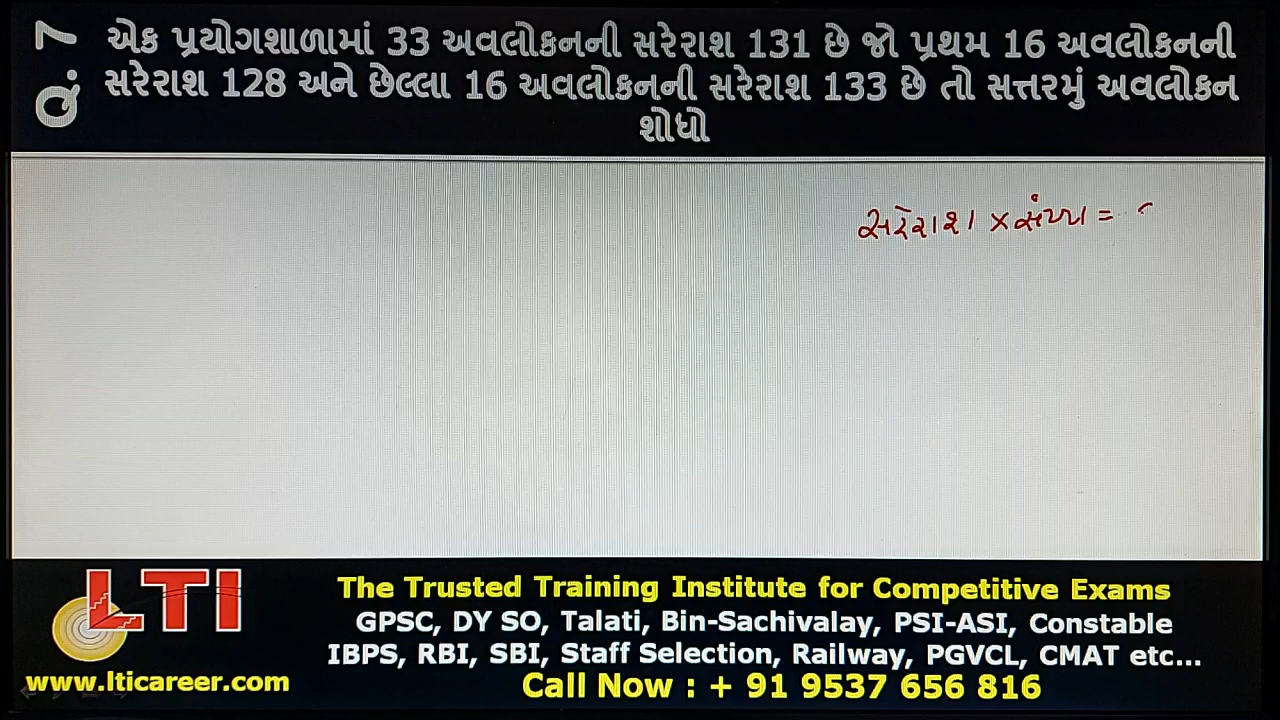 Q. 7
એક પ્રયોગશાળામાં 33 અવલોકનની સરેરાશ 131 છે જો પ્રથમ 16 અવલોકનની
સરેરાશ 128 અને છેલ્લા 16 અવલોકનની સરેરાશ 133 છે તો સત્તરમું અવલોકન
શોધો
સરેરાશ × સંખ્યા =
LTI
The Trusted Training Institute for Competitive Exams
GPSC, DY SO, Talati, Bin-Sachivalay, PSI-ASI, Constable
IBPS, RBI, SBI, Staff Selection, Railway, PGVCL, CMAT etc...
www.lticareer.com
Call Now : + 91 9537 656 816